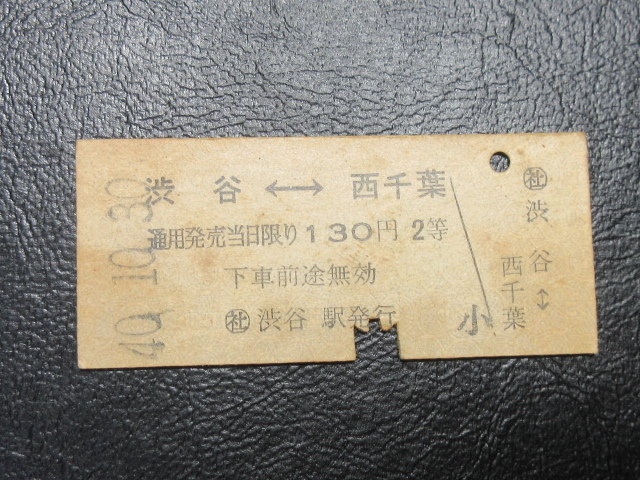 40.10.30
渋谷 ←→ 西千葉
通用発売当日限り130円 2等
下車前途無効
㊓渋谷 駅発行
小
㊓渋谷↔西千葉